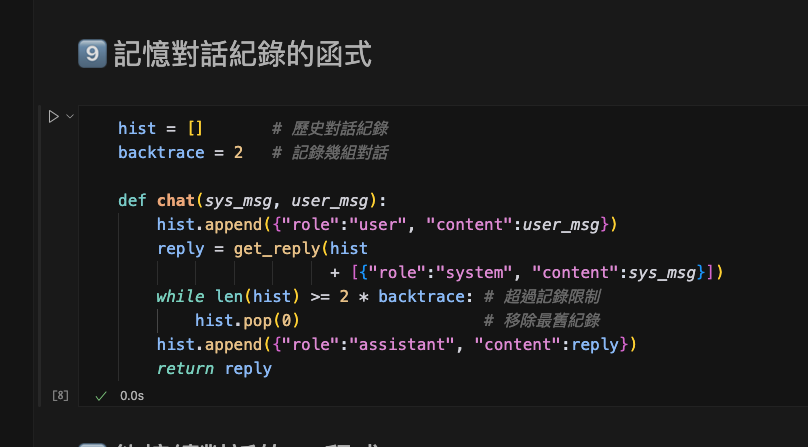 9 記憶對話紀錄的函式
hist = []       # 歷史對話紀錄
backtrace = 2   # 記錄幾組對話
def chat(sys_msg, user_msg):
    hist.append({"role":"user", "content":user_msg})
    reply = get_reply(hist
                      + [{"role":"system", "content":sys_msg}])
    while len(hist) >= 2 * backtrace: # 超過記錄限制
        hist.pop(0)                   # 移除最舊紀錄
    hist.append({"role":"assistant", "content":reply})
    return reply
[8] ✓ 0.0s